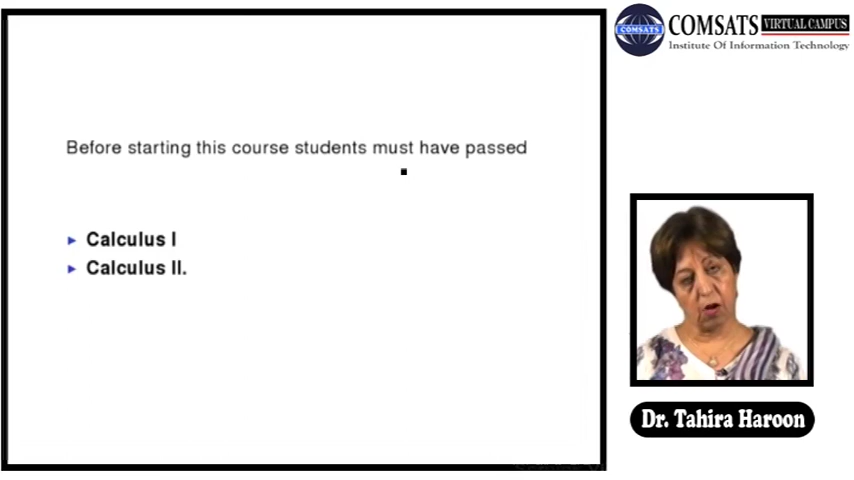 COMSATS VIRTUAL CAMPUS
COMSATS
Institute Of Information Technology
Before starting this course students must have passed
► Calculus I
► Calculus II.
Dr. Tahira Haroon